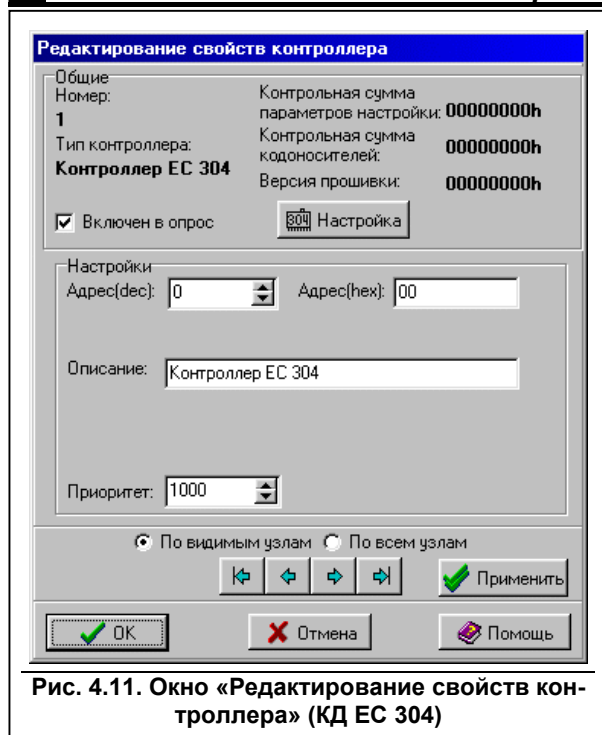 Редактирование свойств контроллера
Общие
Номер:
1
Тип контроллера:
Контроллер ЕС 304
Включен в опрос
Контрольная сумма
параметров настройки: 00000000h
Контрольная сумма
кодоносителей: 00000000h
Версия прошивки: 00000000h
304 Настройка
Настройки
Адрес(dec): 0 Адрес(hex): 00
Описание: Контроллер ЕС 304
Приоритет: 1000
По видимым узлам По всем узлам
Применить
OK Отмена Помощь
Рис. 4.11. Окно «Редактирование свойств кон-
троллера» (КД ЕС 304)